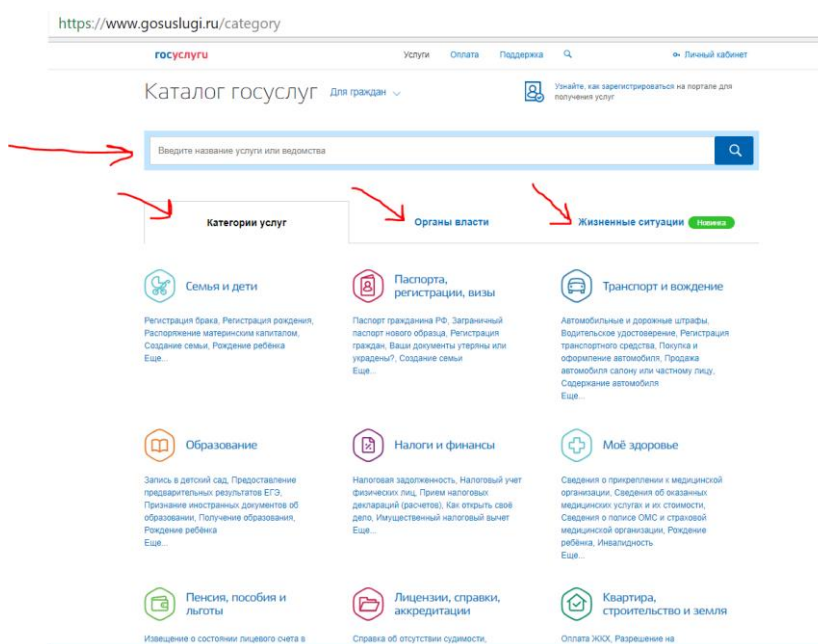 https://www.gosuslugi.ru/category
госуслуги Услуги Оплата Поддержка Личный кабинет
Каталог госуслуг Для граждан
Узнайте, как зарегистрироваться на портале для
получения услуг
Введите название услуги или ведомства
Категории услуг Органы власти Жизненные ситуации Новинка
Семья и дети
Регистрация брака, Регистрация рождения,
Распоряжение материнским капиталом,
Создание семьи, Рождение ребёнка
Еще...
Паспорта,
регистрации, визы
Паспорт гражданина РФ, Заграничный
паспорт нового образца, Регистрация
граждан, Ваши документы утеряны или
украдены?, Создание семьи
Еще...
Транспорт и вождение
Автомобильные и дорожные штрафы,
Водительское удостоверение, Регистрация
транспортного средства, Покупка и
оформление автомобиля, Продажа
автомобиля салону или частному лицу,
Содержание автомобиля
Еще...
Образование
Запись в детский сад, Предоставление
предварительных результатов ЕГЭ,
Признание иностранных документов об
образовании, Получение образования,
Рождение ребёнка
Еще...
Налоги и финансы
Налоговая задолженность, Налоговый учет
физических лиц, Прием налоговых
деклараций (расчетов), Как открыть своё
дело, Имущественный налоговый вычет
Еще...
Моё здоровье
Сведения о прикреплении к медицинской
организации, Сведения об оказанных
медицинских услугах и их стоимости,
Сведения о полисе ОМС и страховой
медицинской организации, Рождение
ребёнка, Инвалидность
Еще...
Пенсия, пособия и
льготы
Извещение о состоянии лицевого счета в
Лицензии, справки,
аккредитации
Справка об отсутствии судимости,
Квартира,
строительство и земля
Оплата ЖКХ, Разрешение на